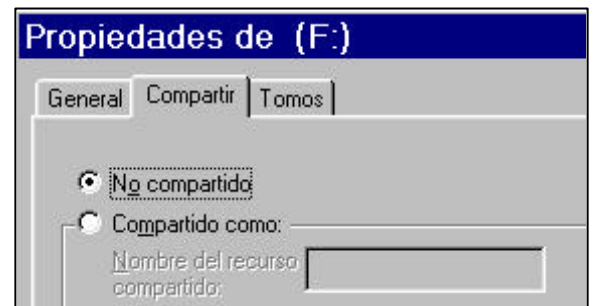 Propiedades de (F:)
General Compartir Tomos
No compartido
Compartido como:
Nombre del recurso
compartido: